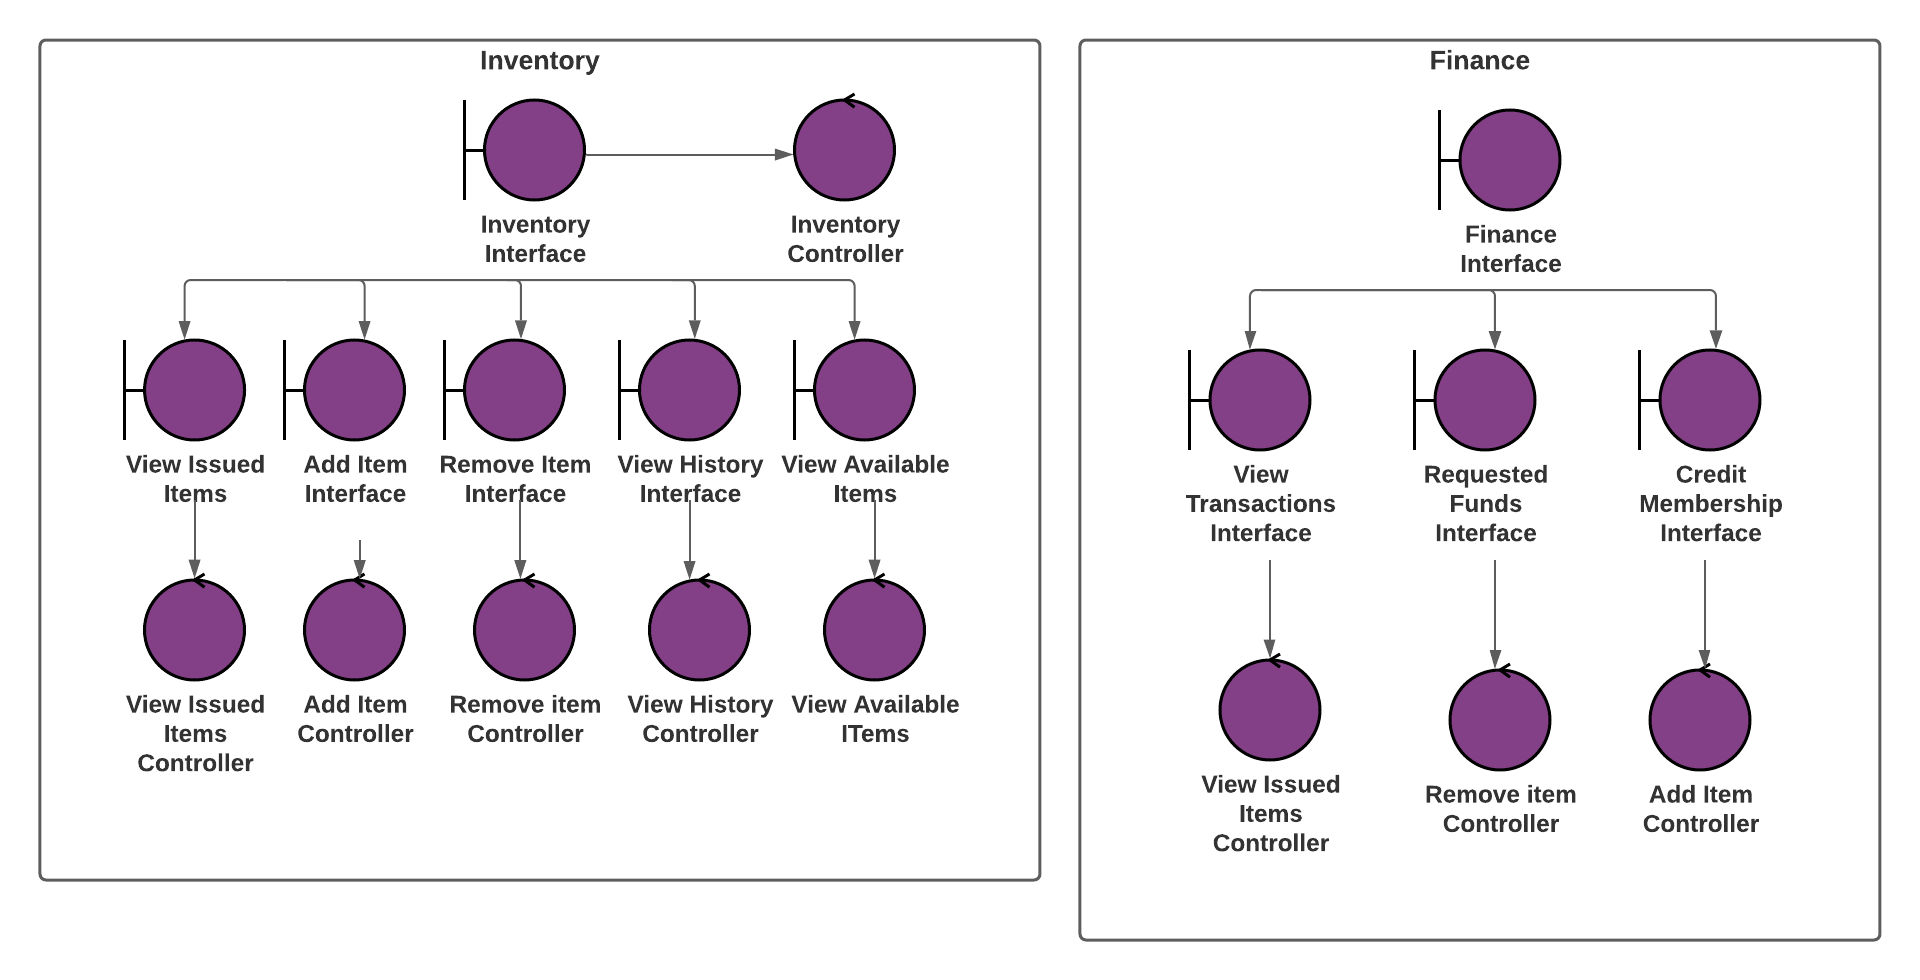 Inventory
Inventory
Interface
Inventory
Controller
View Issued
Items
Add Item
Interface
Remove Item
Interface
View History
Interface
View Available
Items
View Issued
Items
Controller
Add Item
Controller
Remove item
Controller
View History
Controller
View Available
ITems
Finance
Finance
Interface
View
Transactions
Interface
Requested
Funds
Interface
Credit
Membership
Interface
View Issued
Items
Controller
Remove item
Controller
Add Item
Controller